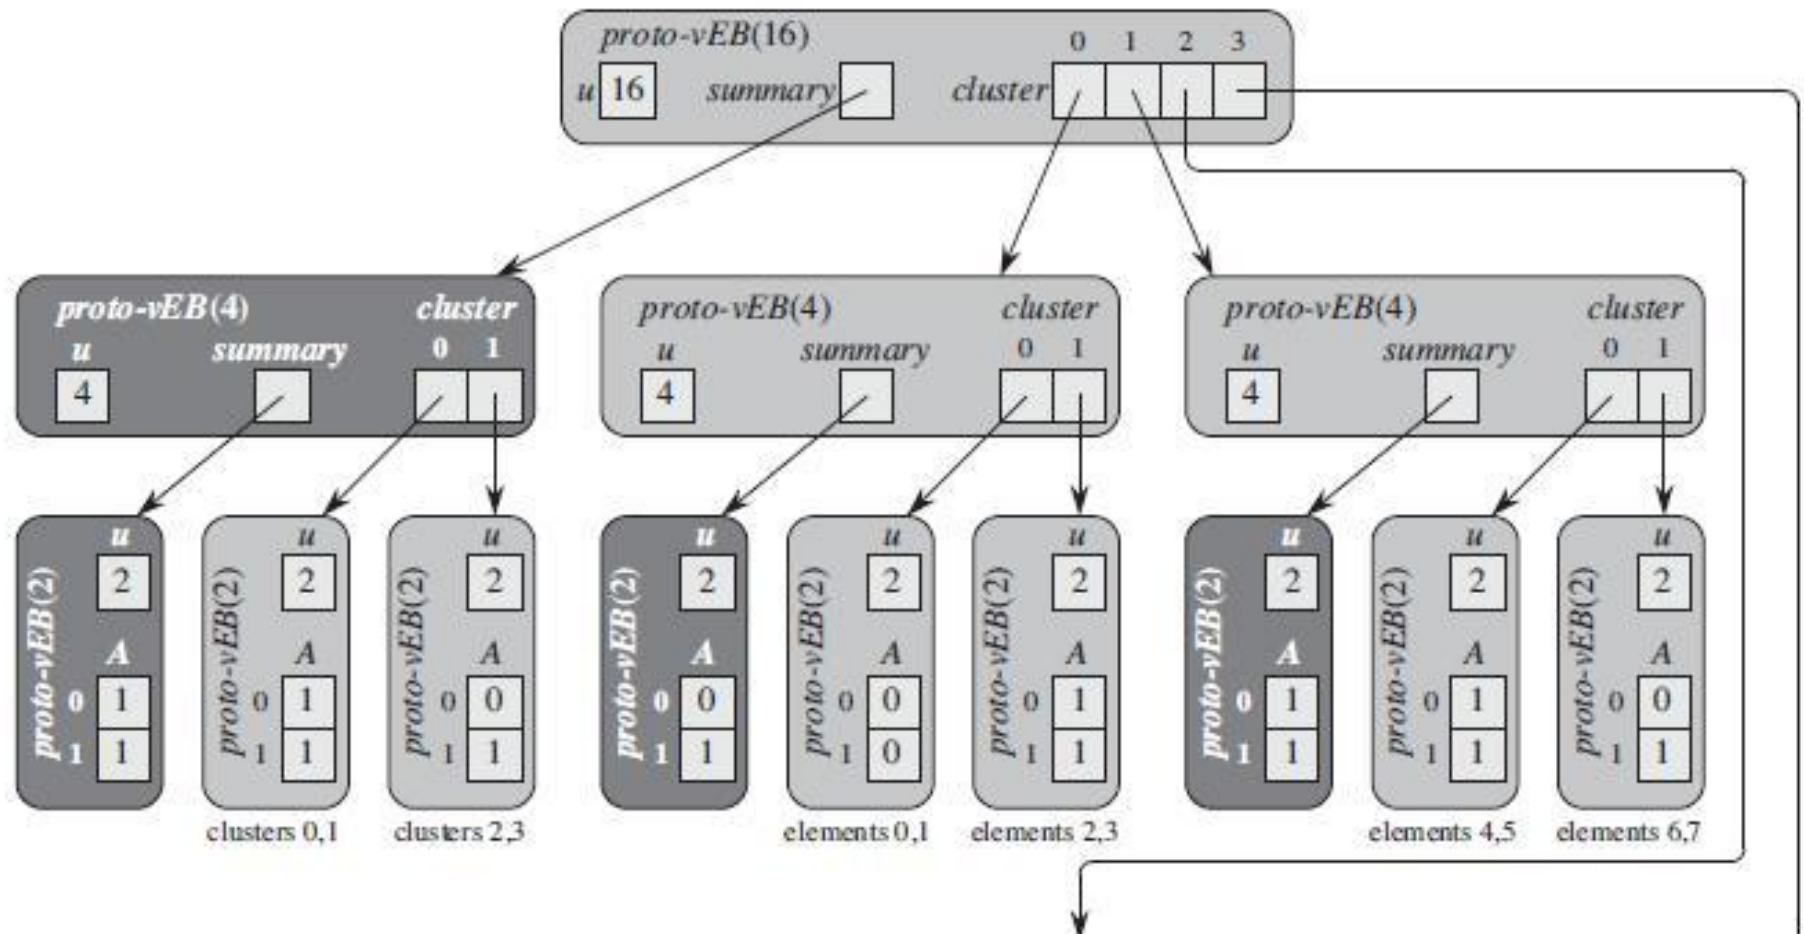 proto-vEB(16) 0 1 2 3
u 16 summary cluster
proto-vEB(4) cluster
u summary 0 1
4
proto-vEB(4) cluster
u summary 0 1
4
proto-vEB(4) cluster
u summary 0 1
4
proto-vEB(2)
u
2
A
0 1
1 1
proto-vEB(2)
u
2
A
0 1
1 1
clusters 0,1
proto-vEB(2)
u
2
A
0 0
1 1
clusters 2,3
proto-vEB(2)
u
2
A
0 0
1 1
proto-vEB(2)
u
2
A
0 0
1 0
elements 0,1
proto-vEB(2)
u
2
A
0 1
1 1
elements 2,3
proto-vEB(2)
u
2
A
0 1
1 1
proto-vEB(2)
u
2
A
0 1
1 1
elements 4,5
proto-vEB(2)
u
2
A
0 0
1 1
elements 6,7